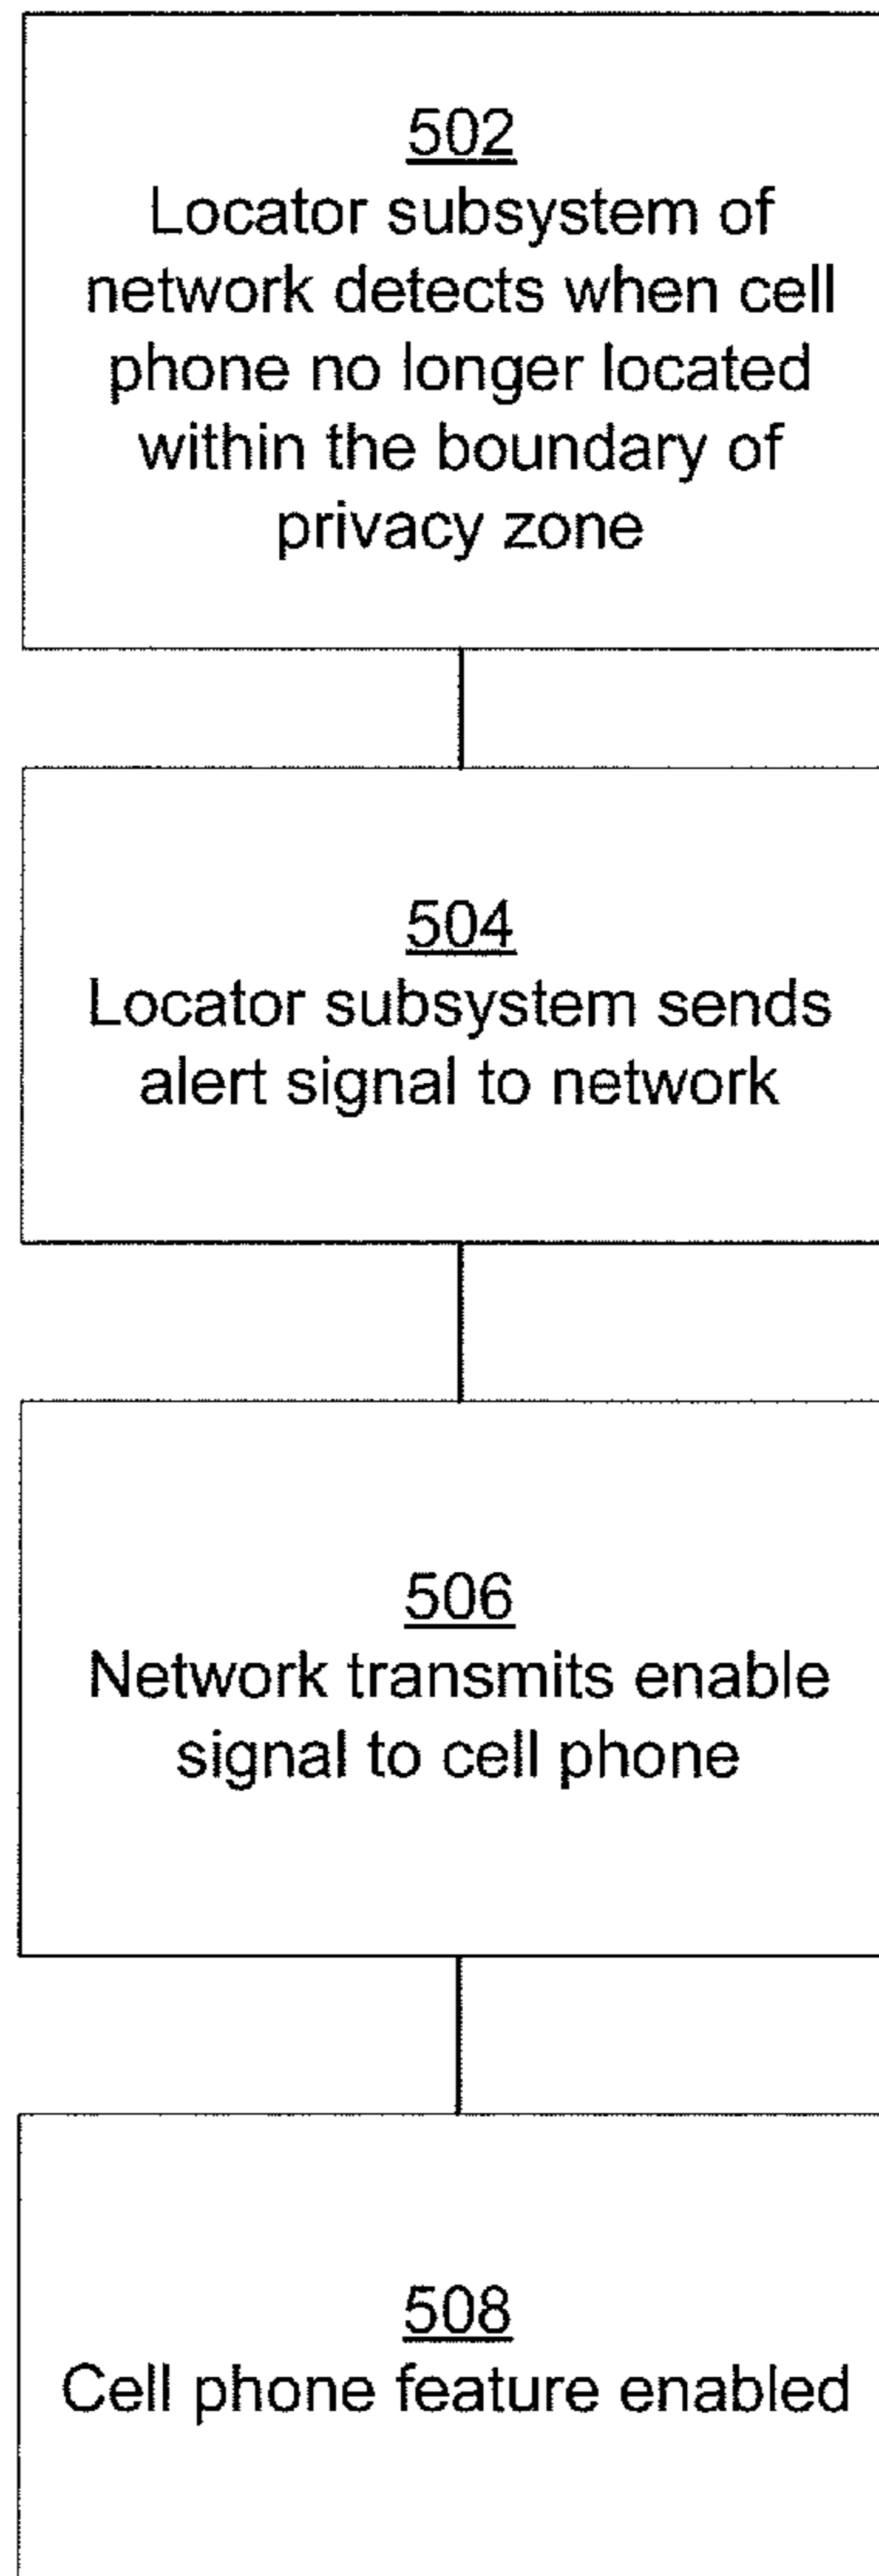 502
Locator subsystem of
network detects when cell
phone no longer located
within the boundary of
privacy zone
504
Locator subsystem sends
alert signal to network
506
Network transmits enable
signal to cell phone
508
Cell phone feature enabled